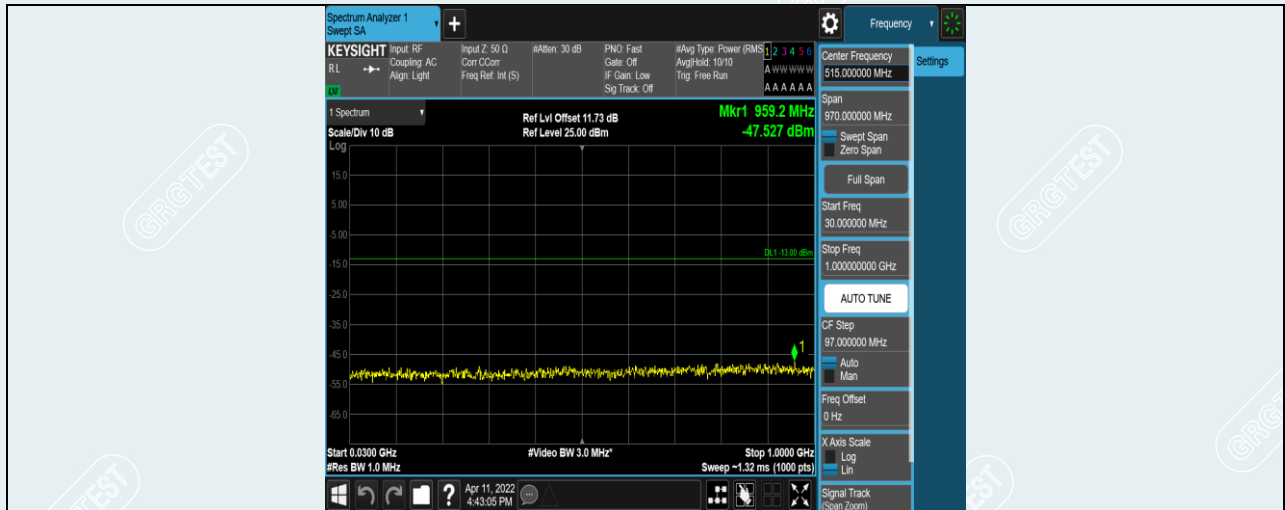 Spectrum Analyzer 1
Swept SA
+
Frequency
KEYSIGHT
RL
LXI
Input: RF
Coupling: AC
Align: Light
Input Z: 50 Ω
Corr CCorr
Freq Ref: Int (S)
#Atten: 30 dB
PNO: Fast
Gate: Off
IF Gain: Low
Sig Track: Off
#Avg Type: Power (RMS
Avg|Hold: 10/10
Trig: Free Run
1 2 3 4 5 6
A W W W W W
A A A A A A
Center Frequency
515.000000 MHz
Settings
Span
970.000000 MHz
Swept Span
Zero Span
Full Span
Start Freq
30.000000 MHz
Stop Freq
1.000000000 GHz
AUTO TUNE
CF Step
97.000000 MHz
Auto
Man
Freq Offset
0 Hz
X Axis Scale
Log
Lin
Signal Track
(Span Zoom)
1 Spectrum
Scale/Div 10 dB
Log
Ref Lvl Offset 11.73 dB
Ref Level 25.00 dBm
Mkr1 959.2 MHz
-47.527 dBm
15.0
5.00
-5.00
DL1 -13.00 dBm
-15.0
-25.0
-35.0
-45.0
1
-55.0
-65.0
Start 0.0300 GHz
#Res BW 1.0 MHz
#Video BW 3.0 MHz*
Stop 1.0000 GHz
Sweep ~1.32 ms (1000 pts)
?
Apr 11, 2022
4:43:05 PM
GRGTEST
GRGTEST
GRGTEST
GRGTEST